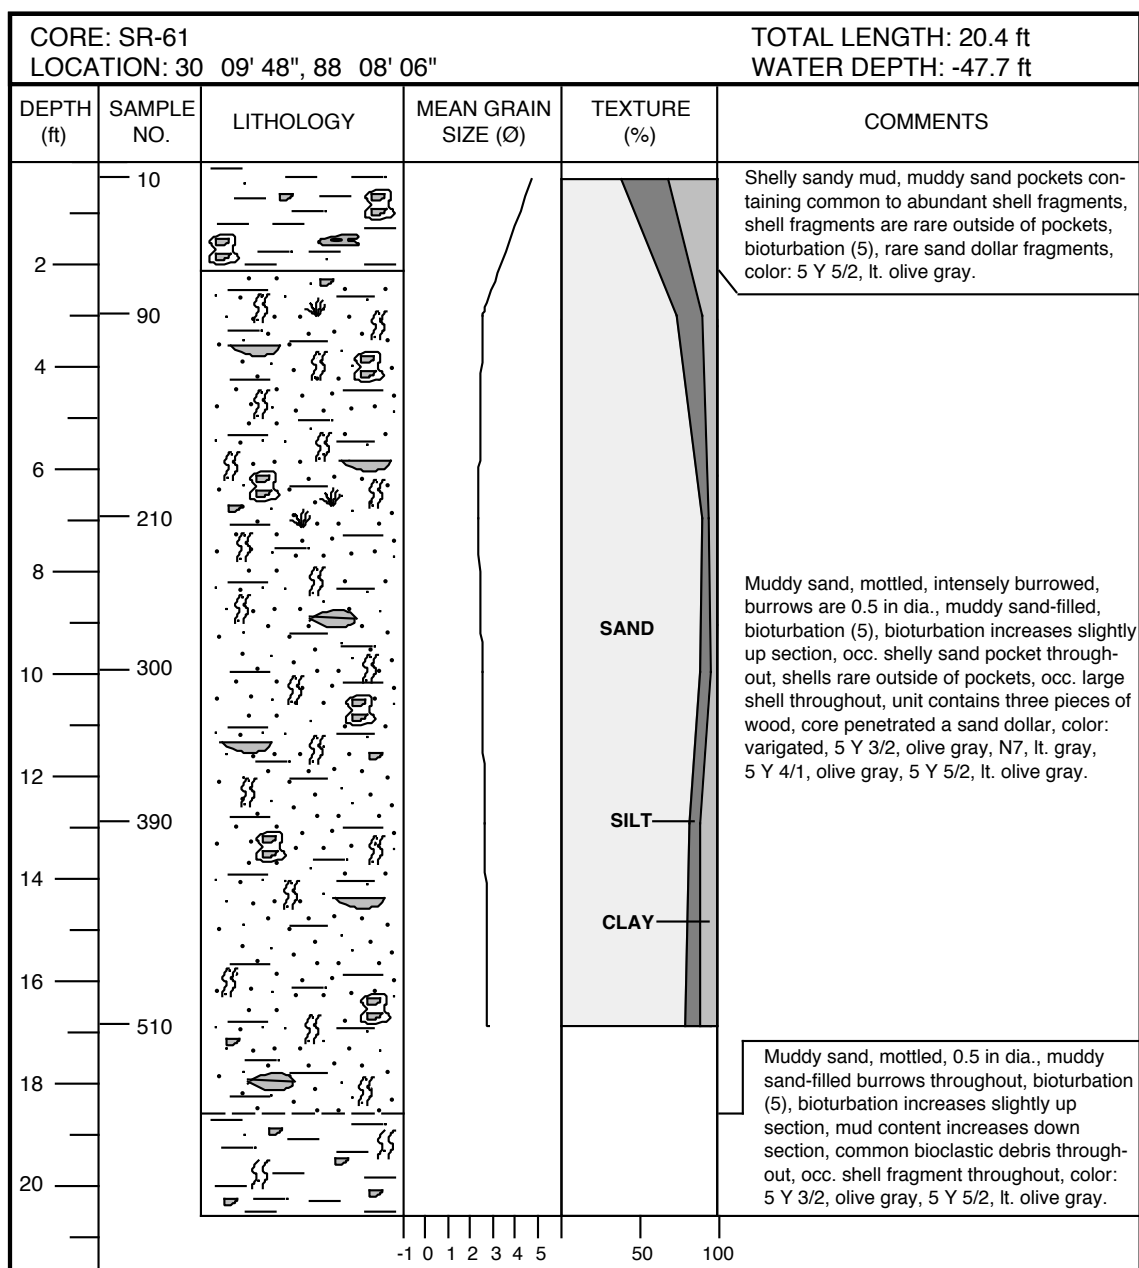 CORE: SR-61
TOTAL LENGTH: 20.4 ft
LOCATION: 30 09' 48", 88 08' 06"
WATER DEPTH: -47.7 ft
DEPTH
(ft)
SAMPLE
NO.
LITHOLOGY
MEAN GRAIN
SIZE (Ø)
TEXTURE
(%)
COMMENTS
2
4
6
8
10
12
14
16
18
20
10
90
210
300
390
510
SAND
SILT
CLAY
Shelly sandy mud, muddy sand pockets con-
taining common to abundant shell fragments,
shell fragments are rare outside of pockets,
bioturbation (5), rare sand dollar fragments,
color: 5 Y 5/2, lt. olive gray.
Muddy sand, mottled, intensely burrowed,
burrows are 0.5 in dia., muddy sand-filled,
bioturbation (5), bioturbation increases slightly
up section, occ. shelly sand pocket through-
out, shells rare outside of pockets, occ. large
shell throughout, unit contains three pieces of
wood, core penetrated a sand dollar, color:
varigated, 5 Y 3/2, olive gray, N7, lt. gray,
5 Y 4/1, olive gray, 5 Y 5/2, lt. olive gray.
Muddy sand, mottled, 0.5 in dia., muddy
sand-filled burrows throughout, bioturbation
(5), bioturbation increases slightly up
section, mud content increases down
section, common bioclastic debris through-
out, occ. shell fragment throughout, color:
5 Y 3/2, olive gray, 5 Y 5/2, lt. olive gray.
-1 0 1 2 3 4 5
50 100